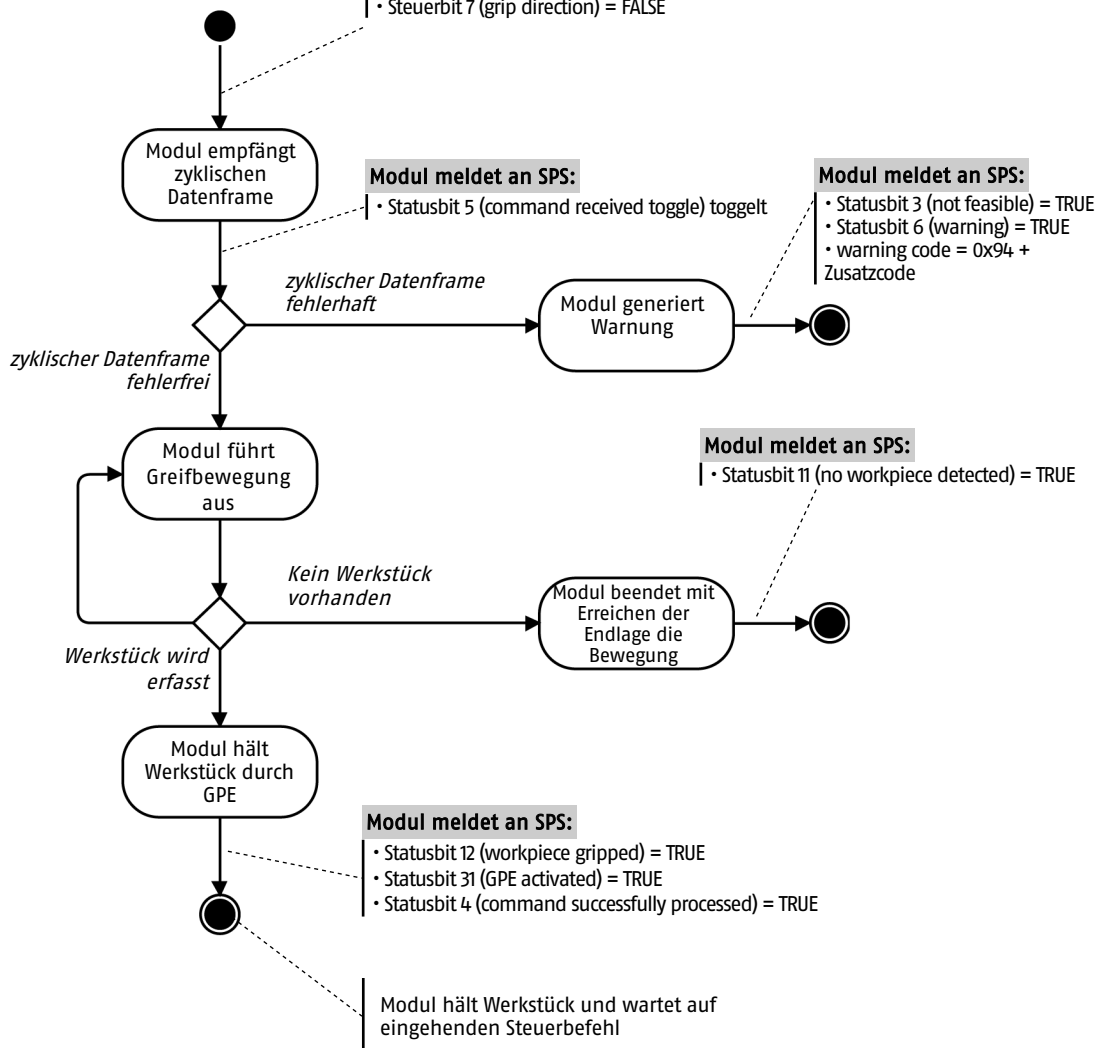 • Steuerbit 7 (grip direction) = FALSE
Modul empfängt
zyklischen
Datenframe
Modul meldet an SPS:
• Statusbit 5 (command received toggle) toggelt
Modul meldet an SPS:
• Statusbit 3 (not feasible) = TRUE
• Statusbit 6 (warning) = TRUE
• warning code = 0x94 +
Zusatzcode
zyklischer Datenframe
fehlerhaft
Modul generiert
Warnung
zyklischer Datenframe
fehlerfrei
Modul führt
Greifbewegung
aus
Modul meldet an SPS:
• Statusbit 11 (no workpiece detected) = TRUE
Kein Werkstück
vorhanden
Modul beendet mit
Erreichen der
Endlage die
Bewegung
Werkstück wird
erfasst
Modul hält
Werkstück durch
GPE
Modul meldet an SPS:
• Statusbit 12 (workpiece gripped) = TRUE
• Statusbit 31 (GPE activated) = TRUE
• Statusbit 4 (command successfully processed) = TRUE
Modul hält Werkstück und wartet auf
eingehenden Steuerbefehl